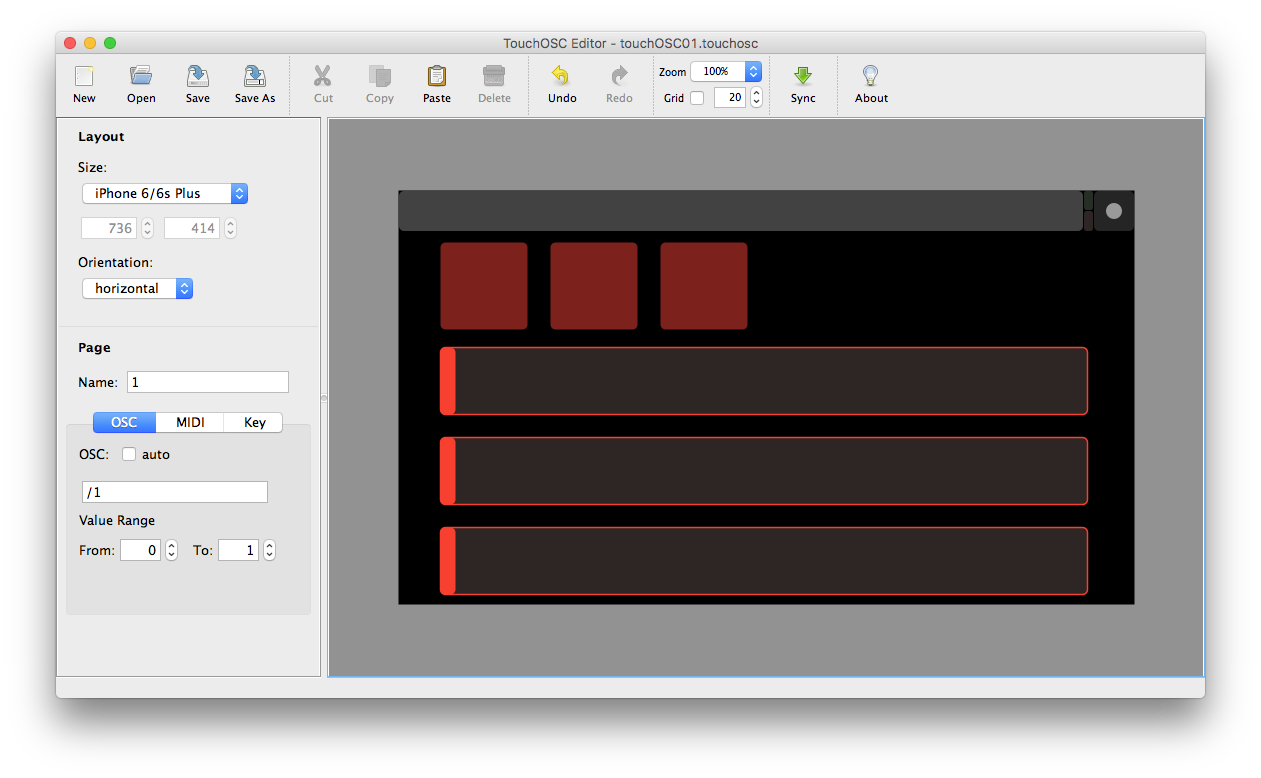 TouchOSC Editor - touchOSC01.touchosc
New Open Save Save As Cut Copy Paste Delete Undo Redo Zoom 100% Sync About
Grid 20
Layout
Size:
iPhone 6/6s Plus
736 414
Orientation:
horizontal
Page
Name: 1
OSC MIDI Key
OSC: auto
/1
Value Range
From: 0 To: 1